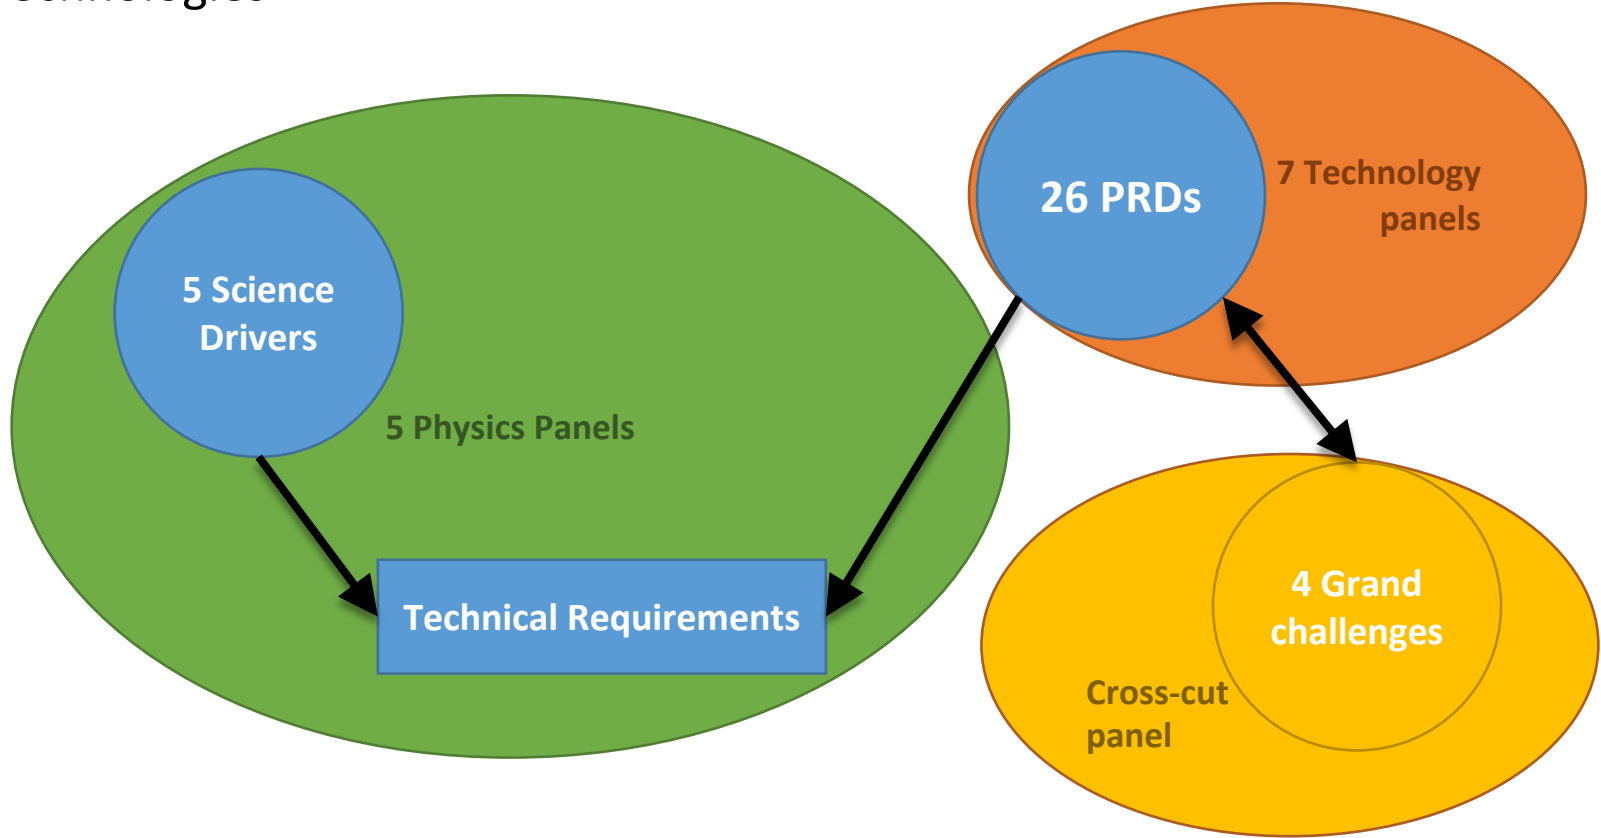 5 Science
Drivers
5 Physics Panels
Technical Requirements
26 PRDs
7 Technology
panels
4 Grand
challenges
Cross-cut
panel